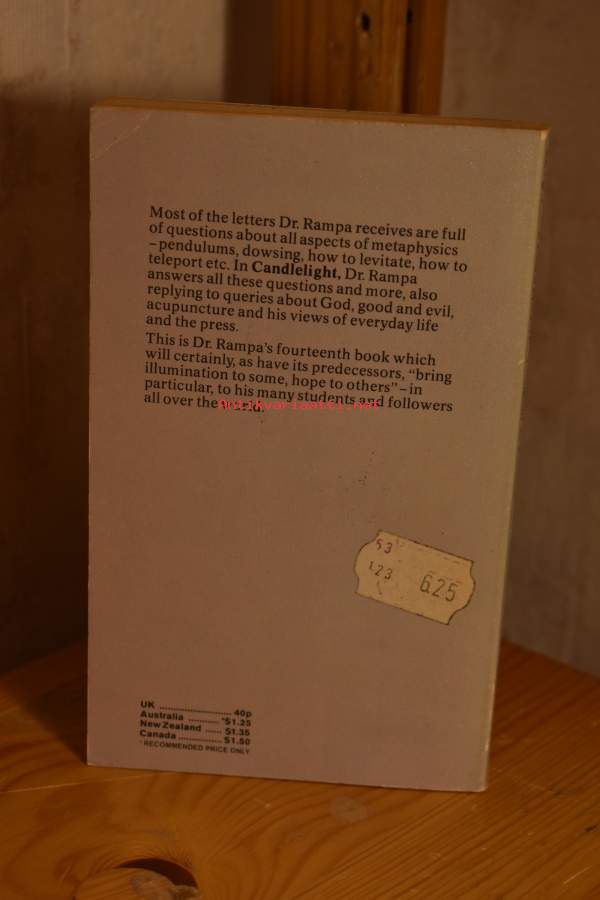 Most of the letters Dr. Rampa receives are full
of questions about all aspects of metaphysics
– pendulums, dowsing, how to levitate, how to
teleport etc. In Candlelight, Dr. Rampa
answers all these questions and more, also
replying to queries about God, good and evil,
acupuncture and his views of everyday life
and the press.
This is Dr. Rampa's fourteenth book which
will certainly, as have its predecessors, "bring
illumination to some, hope to others" – in
particular, to his many students and followers
all over the world.
Antikvariaatti.net
53
123 625
UK .......................... 40p
Australia ........... *$1.25
New Zealand ...... $1.35
Canada ................ $1.50
*RECOMMENDED PRICE ONLY